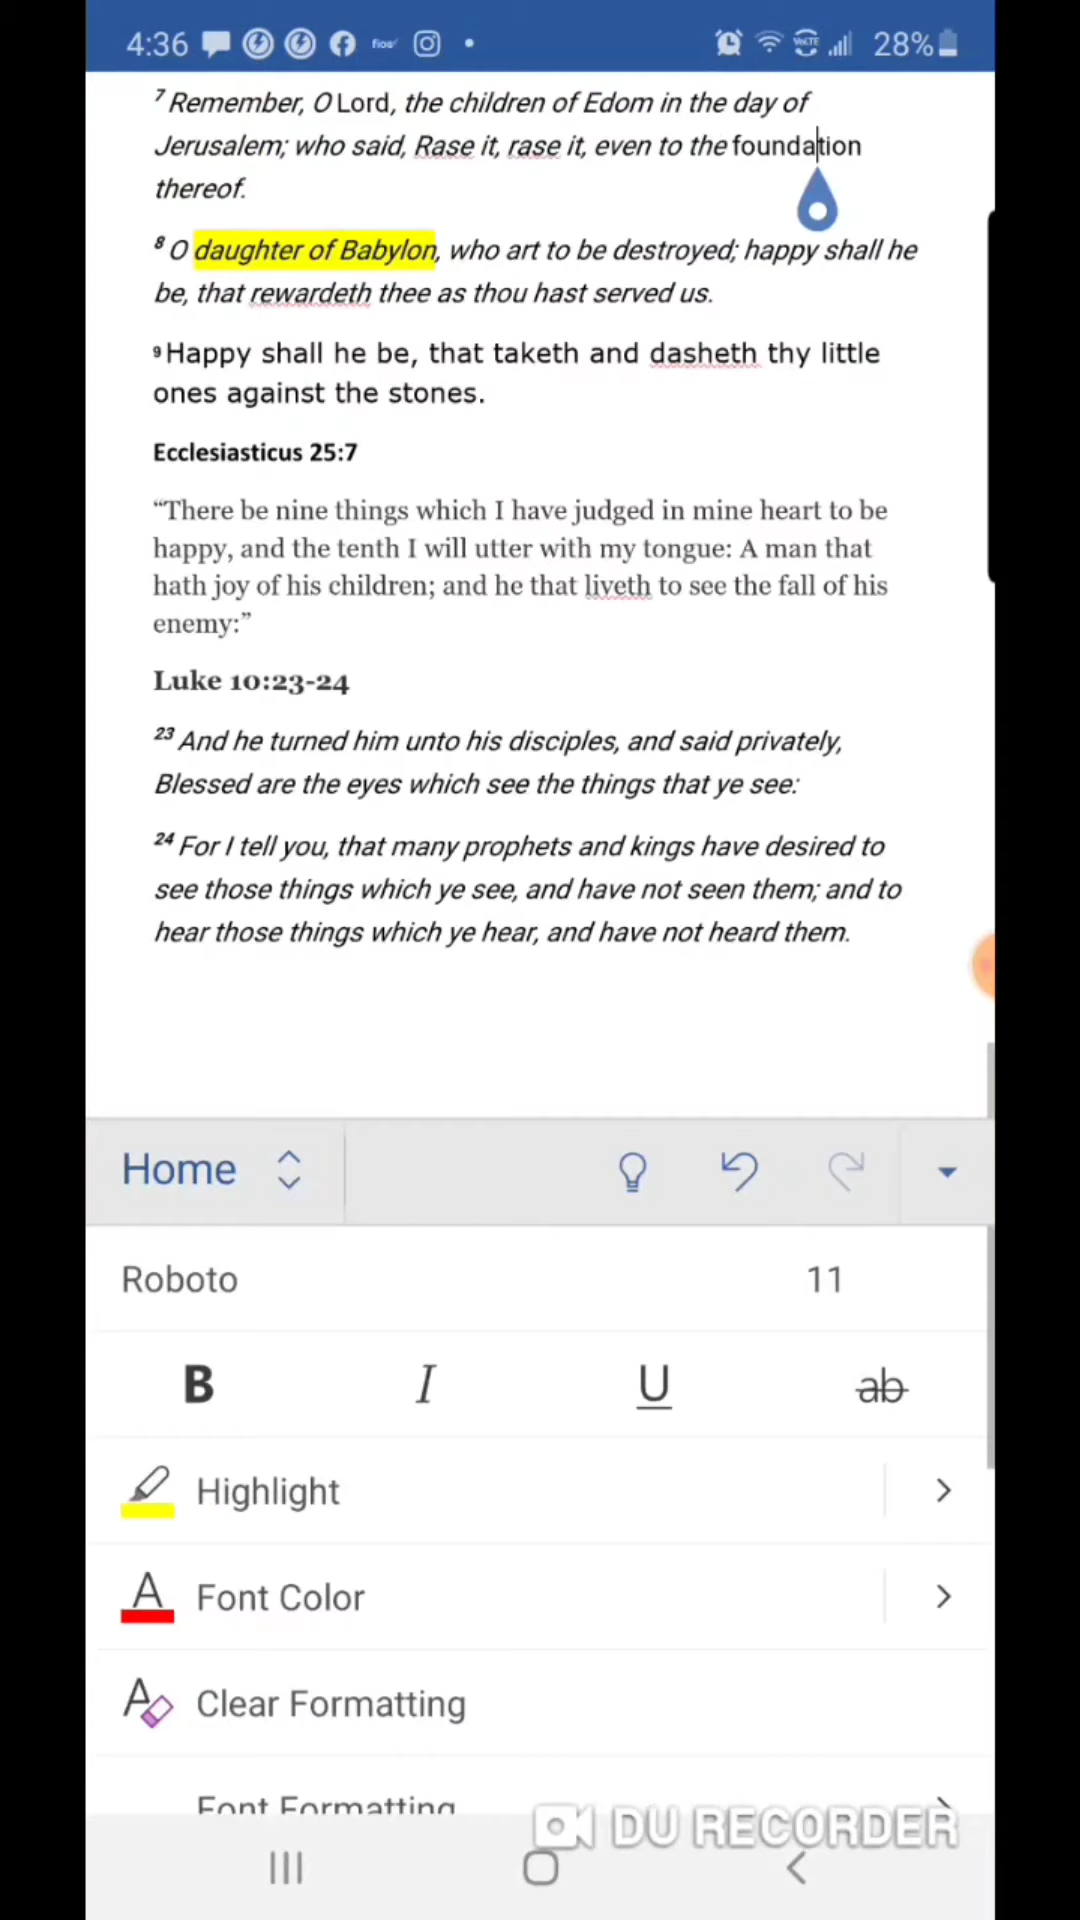 4:36 fios VoLTE 28%
7 Remember, O Lord, the children of Edom in the day of
Jerusalem; who said, Rase it, rase it, even to the foundation
thereof.
8 O daughter of Babylon, who art to be destroyed; happy shall he
be, that rewardeth thee as thou hast served us.
9 Happy shall he be, that taketh and dasheth thy little
ones against the stones.
Ecclesiasticus 25:7
“There be nine things which I have judged in mine heart to be
happy, and the tenth I will utter with my tongue: A man that
hath joy of his children; and he that liveth to see the fall of his
enemy:”
Luke 10:23-24
23 And he turned him unto his disciples, and said privately,
Blessed are the eyes which see the things that ye see:
24 For I tell you, that many prophets and kings have desired to
see those things which ye see, and have not seen them; and to
hear those things which ye hear, and have not heard them.
Home
Roboto 11
B I U ab
Highlight
A Font Color
A Clear Formatting
Font Formatting
DU RECORDER